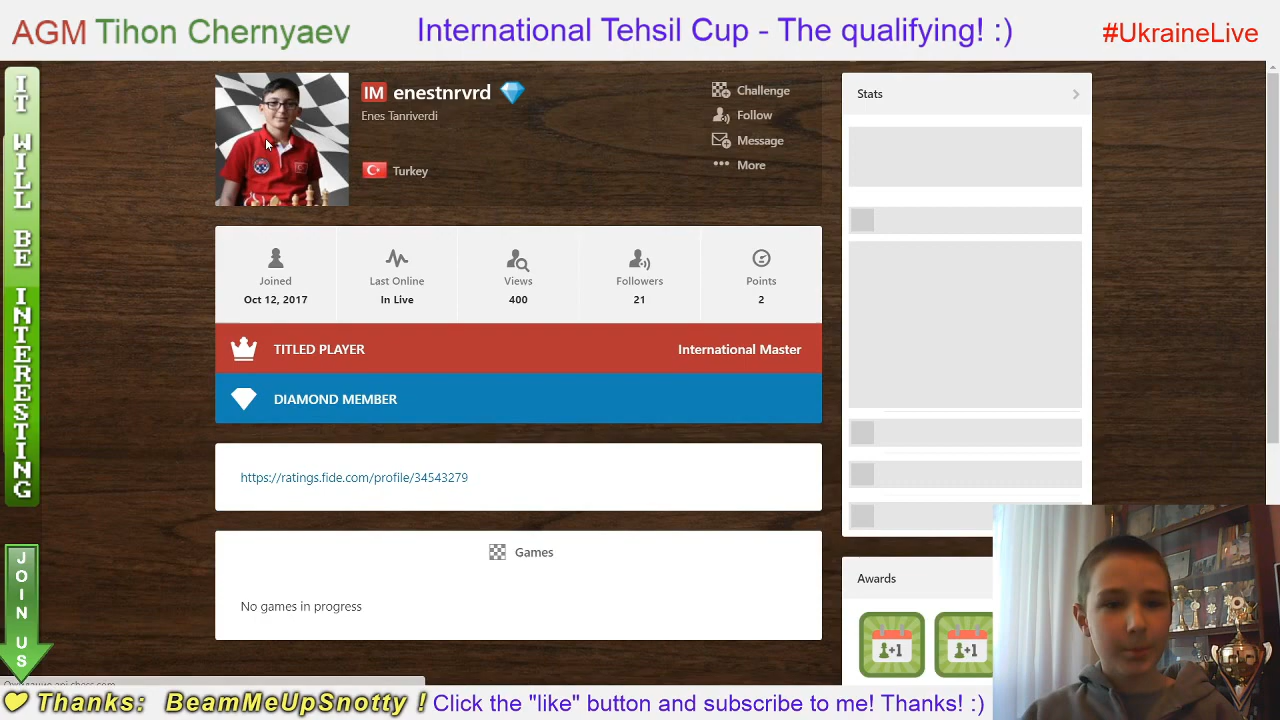 AGM Tihon Chernyaev
International Tehsil Cup - The qualifying! :)
#UkraineLive
IT WILL BE INTERESTING
JOIN US
IM enestnrvrd
Enes Tanriverdi
Turkey
Challenge
Follow
Message
More
Stats
Joined
Oct 12, 2017
Last Online
In Live
Views
400
Followers
21
Points
2
TITLED PLAYER
International Master
DIAMOND MEMBER
https://ratings.fide.com/profile/34543279
Games
No games in progress
Awards
+1
+1
Thanks: BeamMeUpSnotty !
Click the "like" button and subscribe to me! Thanks! :)